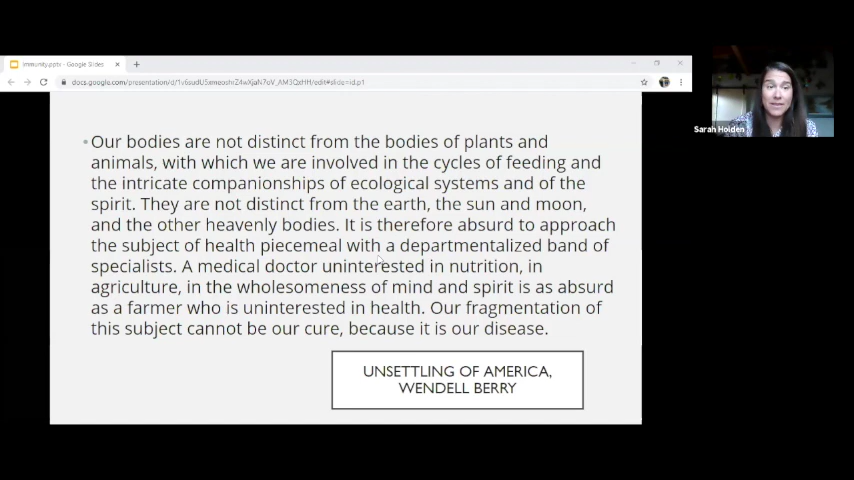 Immunity.pptx - Google Slides
Sarah Holden
• Our bodies are not distinct from the bodies of plants and
animals, with which we are involved in the cycles of feeding and
the intricate companionships of ecological systems and of the
spirit. They are not distinct from the earth, the sun and moon,
and the other heavenly bodies. It is therefore absurd to approach
the subject of health piecemeal with a departmentalized band of
specialists. A medical doctor uninterested in nutrition, in
agriculture, in the wholesomeness of mind and spirit is as absurd
as a farmer who is uninterested in health. Our fragmentation of
this subject cannot be our cure, because it is our disease.
UNSETTLING OF AMERICA,
WENDELL BERRY